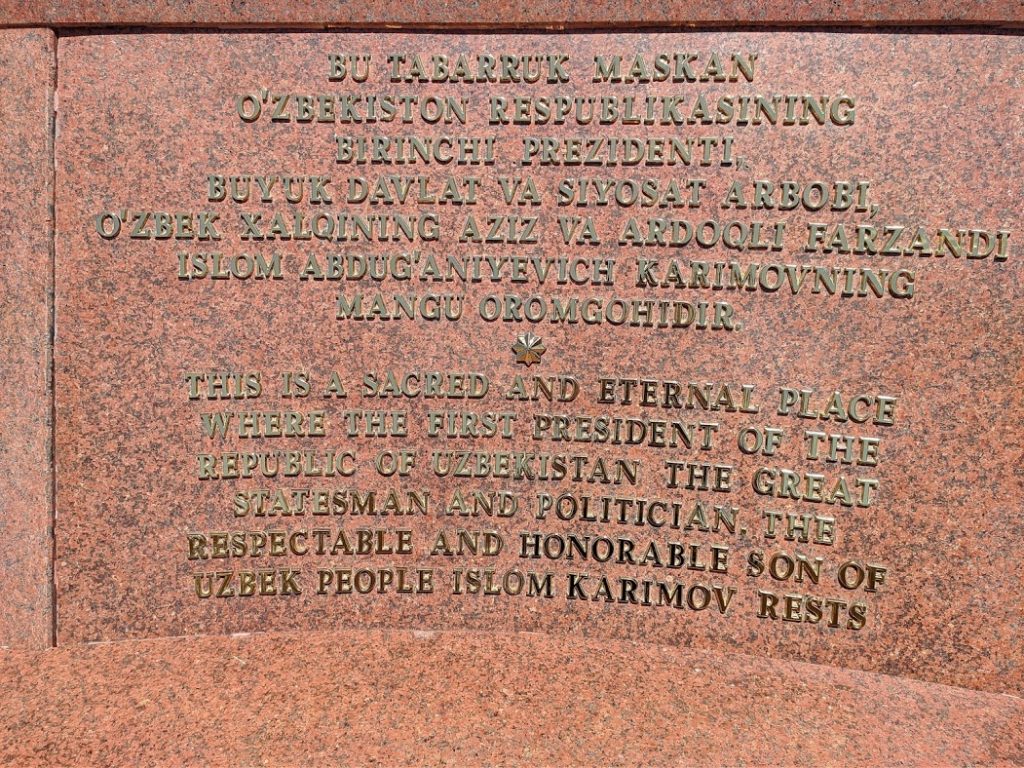 BU TABARRUK MASKAN
O'ZBEKISTON RESPUBLIKASINING
BIRINCHI PREZIDENTI,
BUYUK DAVLAT VA SIYOSAT ARBOBI,
O'ZBEK XALQINING AZIZ VA ARDOQLI FARZANDI
ISLOM ABDUG'ANIYEVICH KARIMOVNING
MANGU OROMGOHIDIR.
THIS IS A SACRED AND ETERNAL PLACE
WHERE THE FIRST PRESIDENT OF THE
REPUBLIC OF UZBEKISTAN THE GREAT
STATESMAN AND POLITICIAN, THE
RESPECTABLE AND HONORABLE SON OF
UZBEK PEOPLE ISLOM KARIMOV RESTS